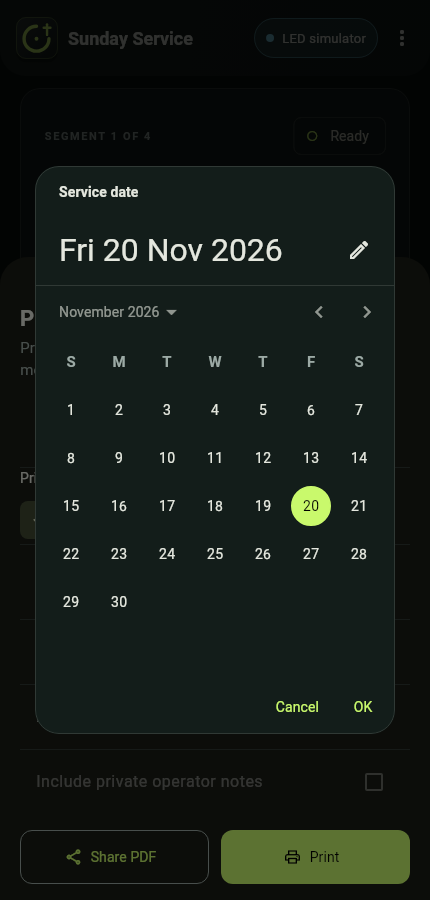 Sunday Service
LED simulator
SEGMENT 1 OF 4
Ready
Service date
Fri 20 Nov 2026
November 2026
S M T W T F S
1 2 3 4 5 6 7
8 9 10 11 12 13 14
15 16 17 18 19 20 21
22 23 24 25 26 27 28
29 30
Cancel OK
Include private operator notes
Share PDF
Print